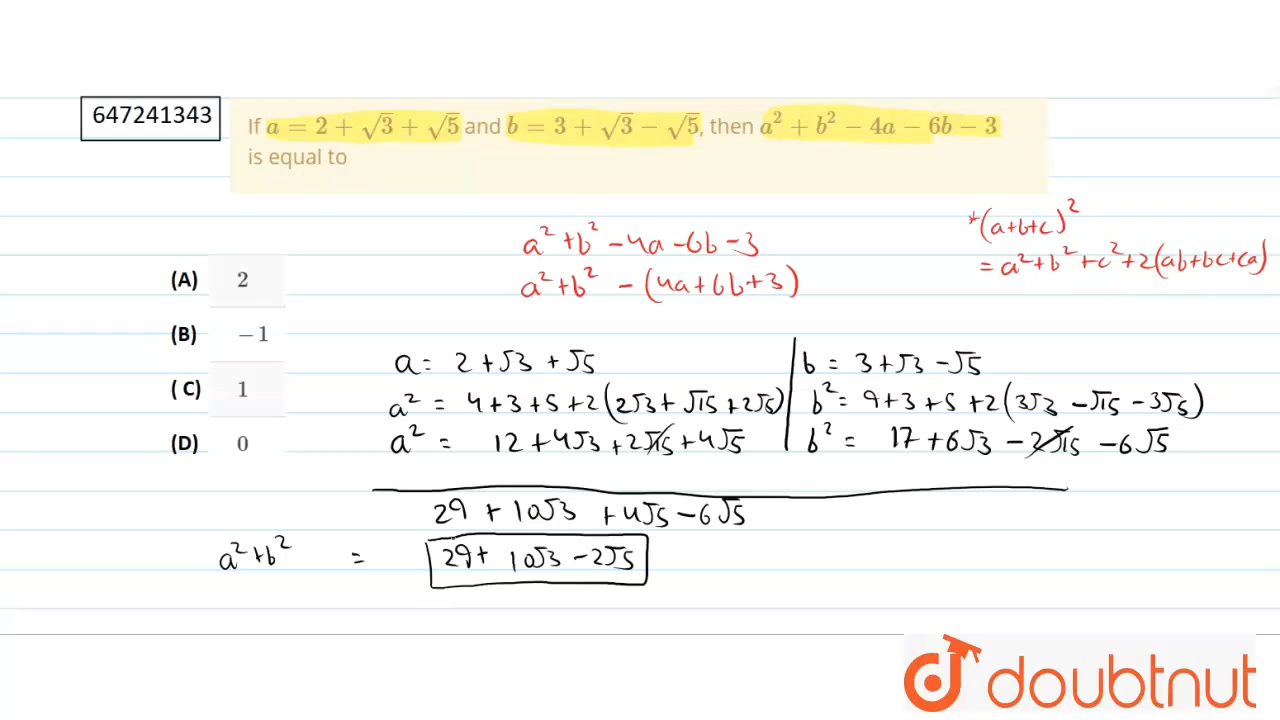 647241343
If a = 2 + √3 + √5 and b = 3 + √3 − √5, then a² + b² − 4a − 6b − 3
is equal to
a² + b² − 4a − 6b − 3
a² + b² − (4a + 6b + 3)
*(a+b+c)²
= a² + b² + c² + 2(ab+bc+ca)
(A) 2
(B) −1
( C) 1
(D) 0
a = 2 + √3 + √5
a² = 4 + 3 + 5 + 2(2√3 + √15 + 2√5)
a² = 12 + 4√3 + 2√15 + 4√5
b = 3 + √3 − √5
b² = 9 + 3 + 5 + 2(3√3 − √15 − 3√5)
b² = 17 + 6√3 − 2√15 − 6√5
29 + 10√3 + 4√5 − 6√5
a² + b² = 29 + 10√3 − 2√5
doubtnut